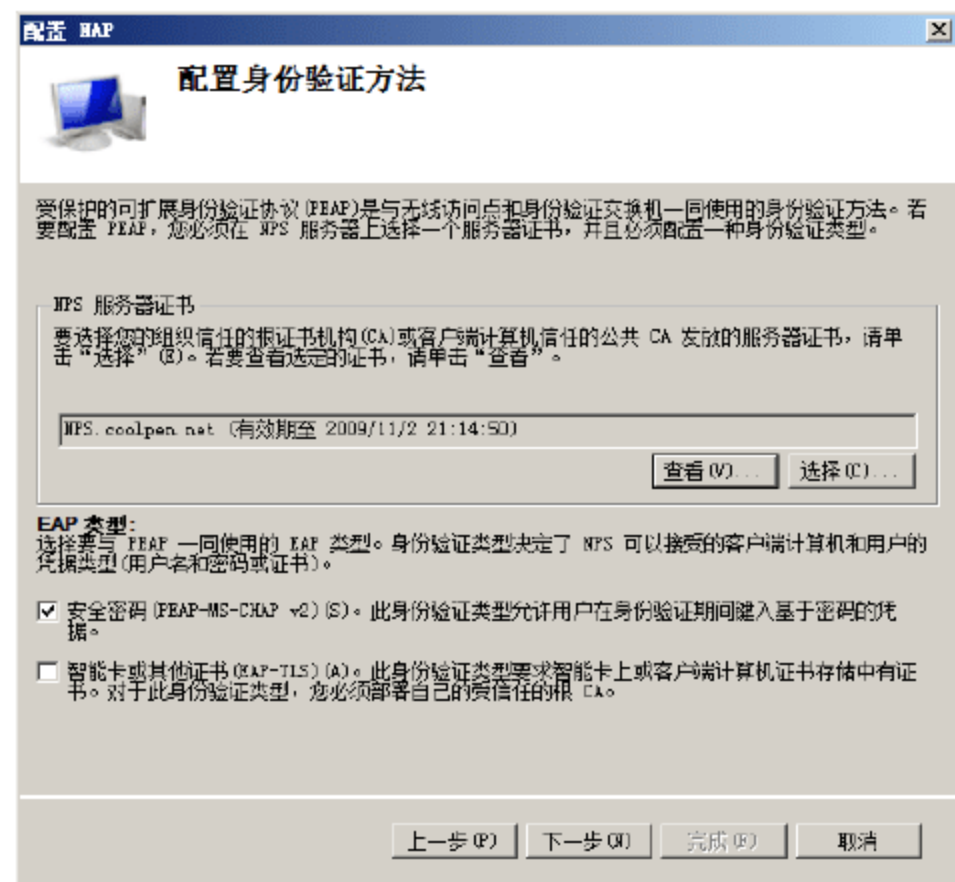 配置 NAP
配置身份验证方法
受保护的可扩展身份验证协议(PEAP)是与无线访问点和身份验证交换机一同使用的身份验证方法。若
要配置 PEAP，您必须在 NPS 服务器上选择一个服务器证书，并且必须配置一种身份验证类型。
NPS 服务器证书
要选择您的组织信任的根证书机构(CA)或客户端计算机信任的公共 CA 发放的服务器证书，请单
击“选择”(E)。若要查看选定的证书，请单击“查看”。
NPS.coolpen.net (有效期至 2009/11/2 21:14:50)
查看(V)... 选择(C)...
EAP 类型:
选择要与 PEAP 一同使用的 EAP 类型。身份验证类型决定了 NPS 可以接受的客户端计算机和用户的
凭据类型(用户名和密码或证书)。
安全密码(PEAP-MS-CHAP v2)(S)。此身份验证类型允许用户在身份验证期间键入基于密码的凭
据。
智能卡或其他证书(EAP-TLS)(A)。此身份验证类型要求智能卡上或客户端计算机证书存储中有证
书。对于此身份验证类型，您必须部署自己的受信任的根 CA。
上一步(P) 下一步(N) 完成(F) 取消